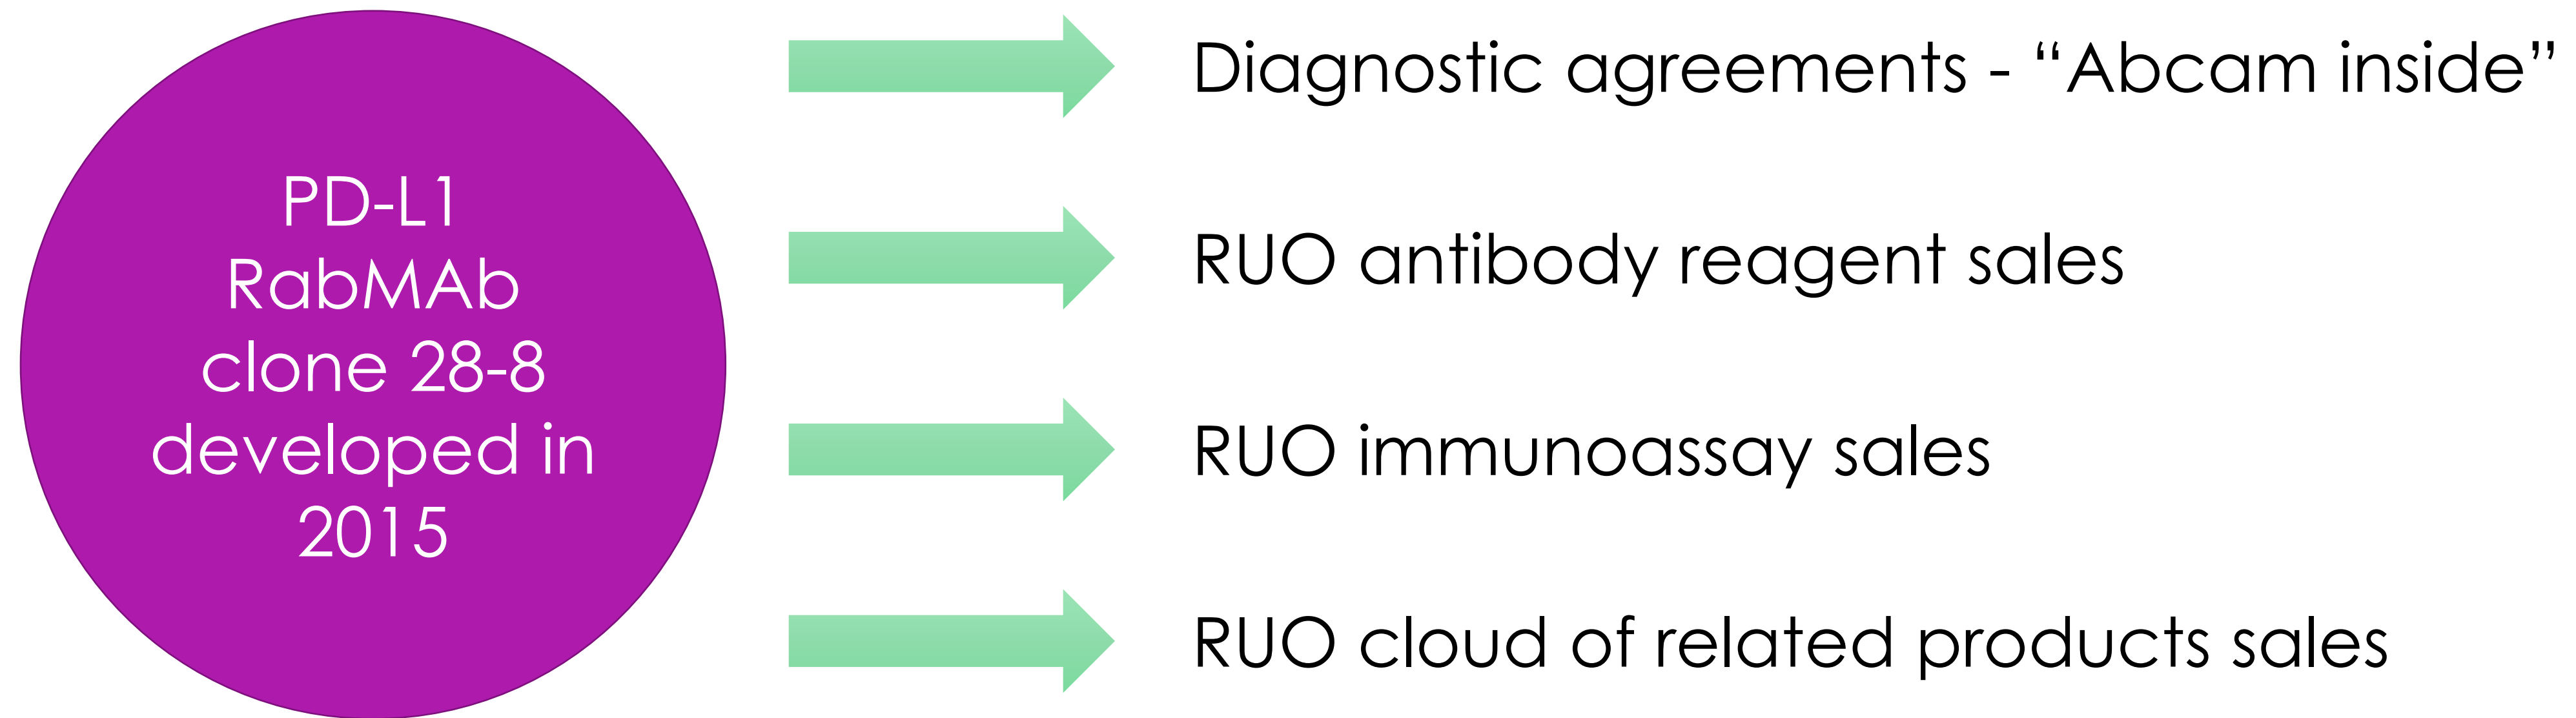 PD-L1
RabMAb
clone 28-8
developed in
2015
Diagnostic agreements - “Abcam inside”
RUO antibody reagent sales
RUO immunoassay sales
RUO cloud of related products sales